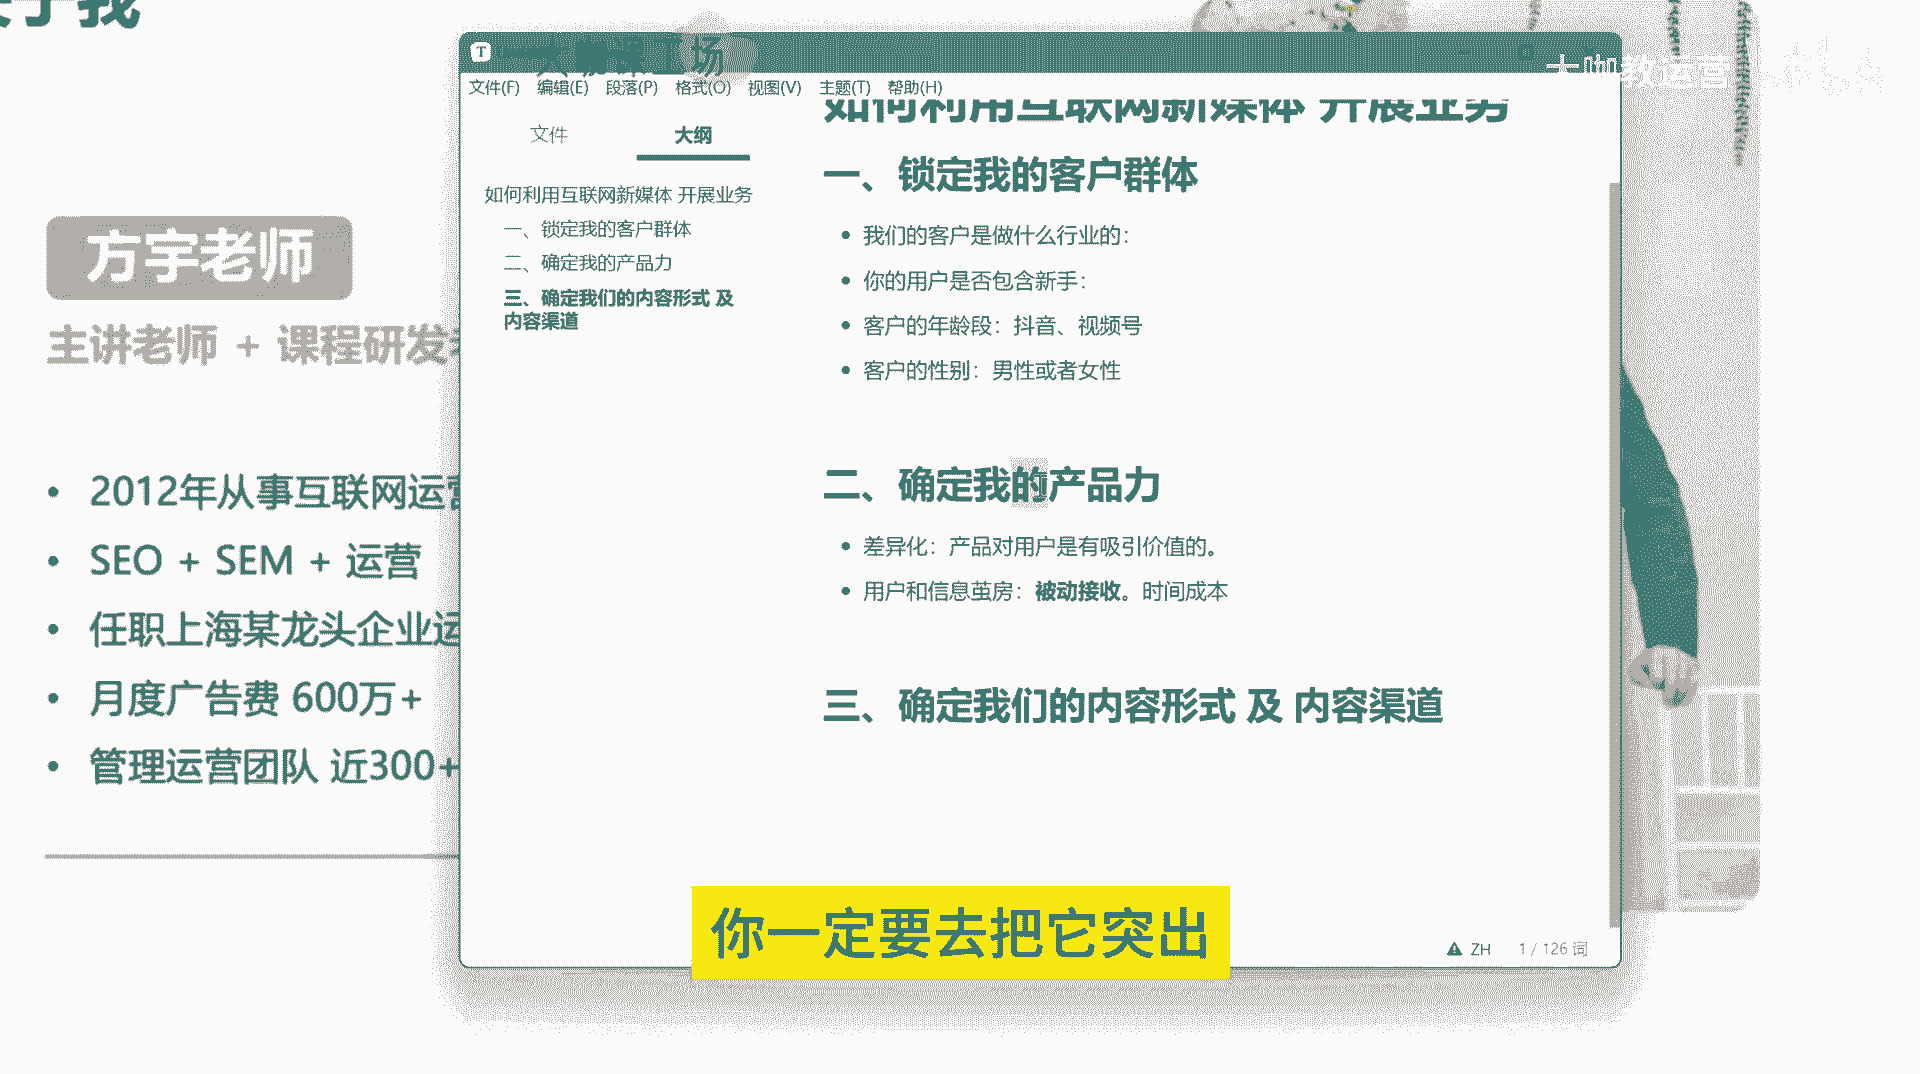 于我
方宇老师
主讲老师 + 课程研发
2012年从事互联网运营
SEO + SEM + 运营
任职上海某龙头企业运
月度广告费 600万+
管理运营团队 近300+
T
文件(F) 编辑(E) 段落(P) 格式(O) 视图(V) 主题(T) 帮助(H)
文件 大纲
如何利用互联网新媒体 开展业务
一、锁定我的客户群体
二、确定我的产品力
三、确定我们的内容形式 及
内容渠道
如何利用互联网新媒体 开展业务
一、锁定我的客户群体
我们的客户是做什么行业的：
你的用户是否包含新手：
客户的年龄段：抖音、视频号
客户的性别：男性或者女性
二、确定我的产品力
差异化：产品对用户是有吸引价值的。
用户和信息茧房：被动接收。时间成本
三、确定我们的内容形式 及 内容渠道
ZH 1 / 126 词
教运营
你一定要去把它突出